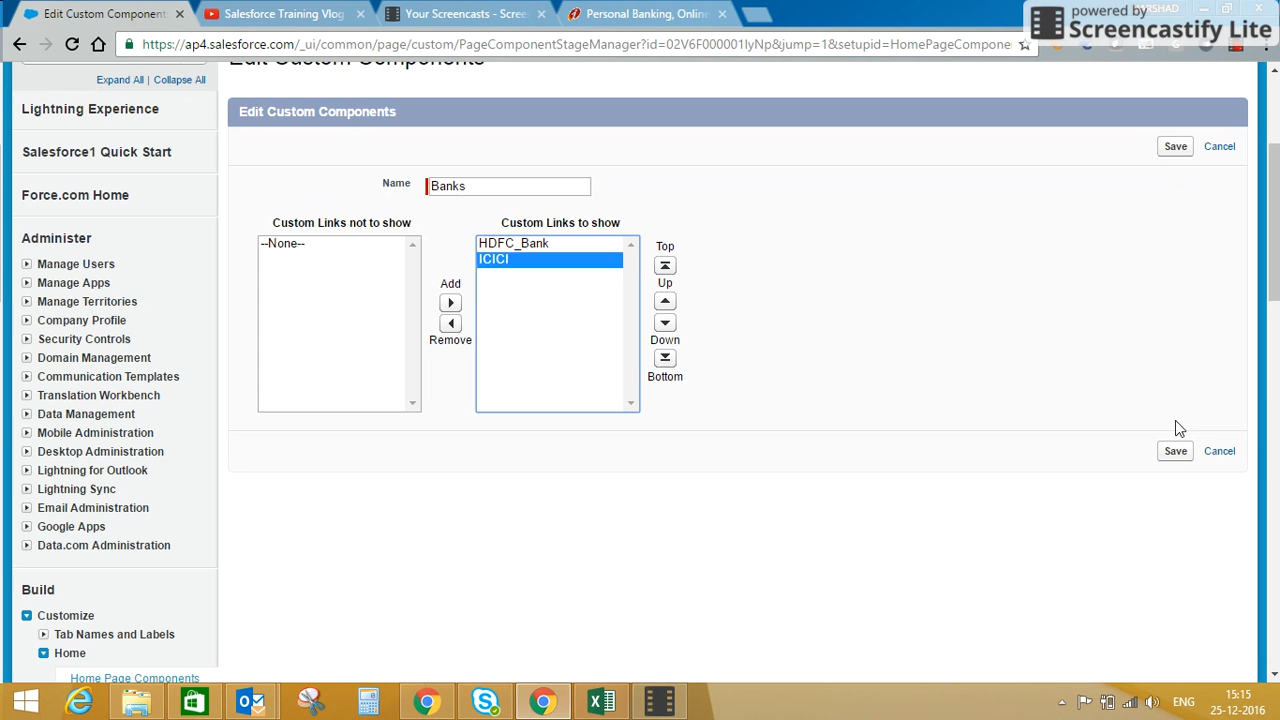 Edit Custom Component
Salesforce Training Vlog
Your Screencasts - Scree
Personal Banking, Online
powered by
Screencastify Lite
https://ap4.salesforce.com/_ui/common/page/custom/PageComponentStageManager?id=02V6F000001IyNp&jump=1&setupid=HomePageCompone
Edit Custom Components
Expand All | Collapse All
Lightning Experience
Salesforce1 Quick Start
Force.com Home
Administer
Manage Users
Manage Apps
Manage Territories
Company Profile
Security Controls
Domain Management
Communication Templates
Translation Workbench
Data Management
Mobile Administration
Desktop Administration
Lightning for Outlook
Lightning Sync
Email Administration
Google Apps
Data.com Administration
Build
Customize
Tab Names and Labels
Home
Home Page Components
Edit Custom Components
Save Cancel
Name Banks
Custom Links not to show
--None--
Add
Remove
Custom Links to show
HDFC_Bank
ICICI
Top
Up
Down
Bottom
Save Cancel
ENG
15:15
25-12-2016